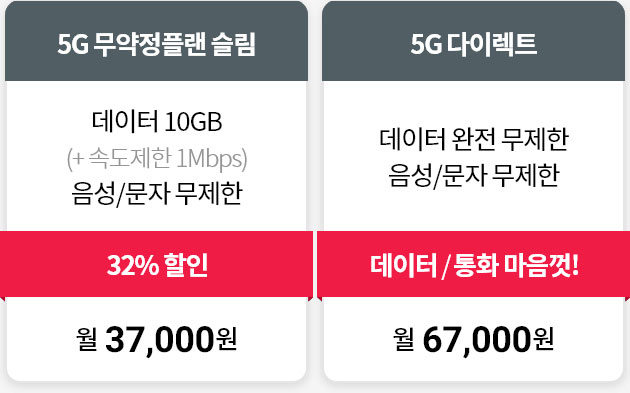 5G 무약정플랜 슬림
데이터 10GB
(+ 속도제한 1Mbps)
음성/문자 무제한
32% 할인
월 37,000원
5G 다이렉트
데이터 완전 무제한
음성/문자 무제한
데이터 / 통화 마음껏!
월 67,000원